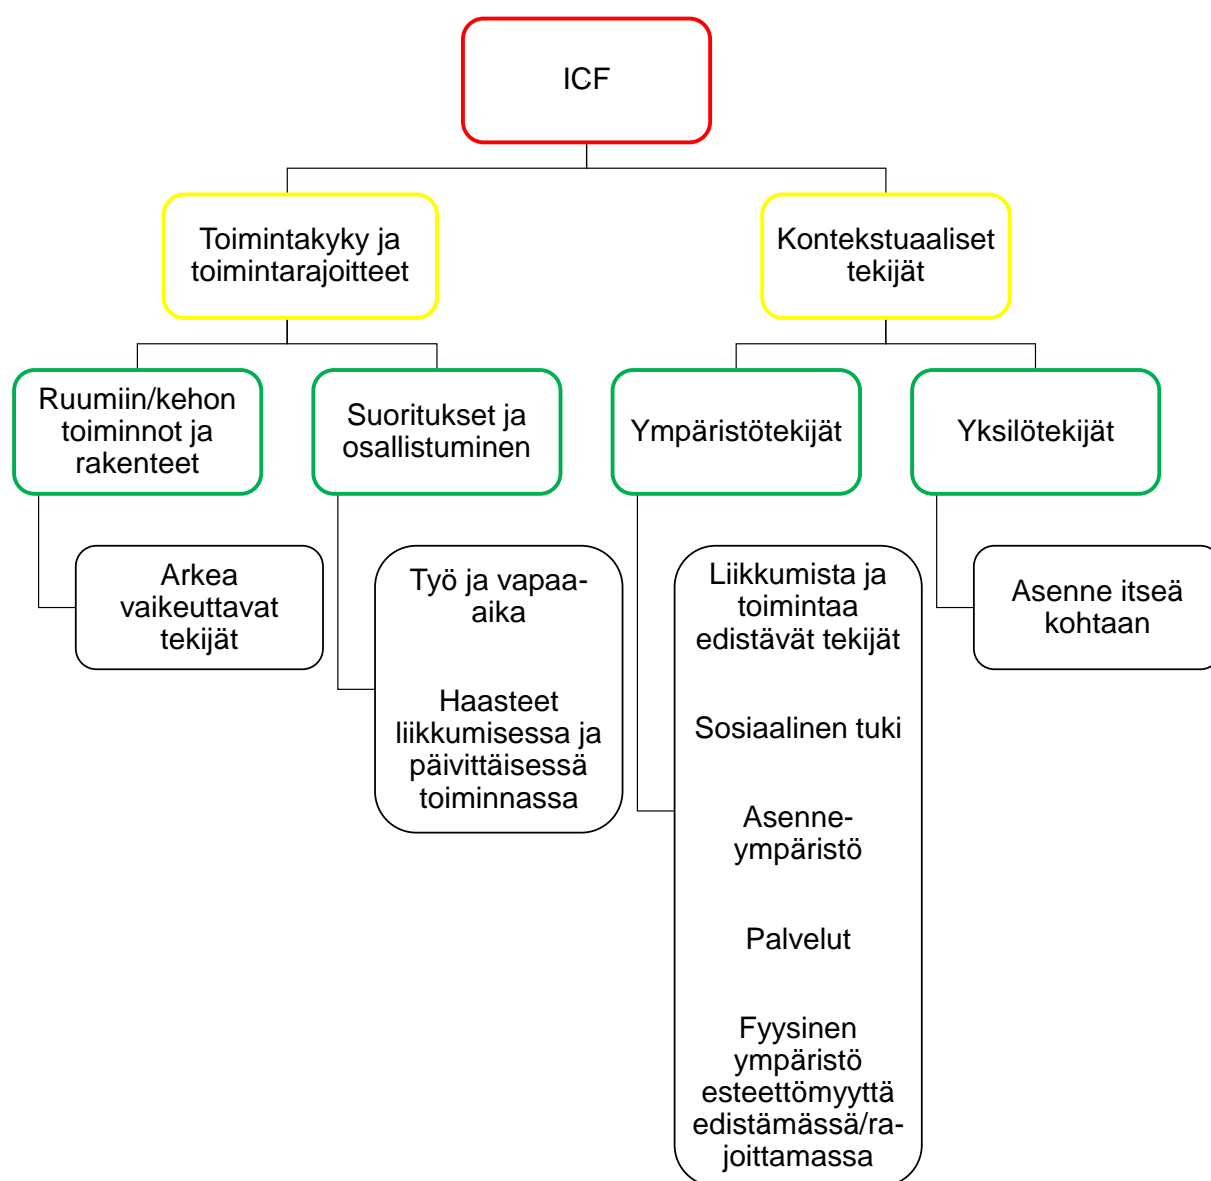 ICF
Toimintakyky ja
toimintarajoitteet
Kontekstuaaliset
tekijät
Ruumiin/kehon
toiminnot ja
rakenteet
Suoritukset ja
osallistuminen
Ympäristötekijät
Yksilötekijät
Arkea
vaikeuttavat
tekijät
Työ ja vapaa-
aika
Haasteet
liikkumisessa ja
päivittäisessä
toiminnassa
Liikkumista ja
toimintaa
edistävät tekijät
Sosiaalinen tuki
Asenne-
ympäristö
Palvelut
Fyysinen
ympäristö
esteettömyyttä
edistämässä/ra-
joittamassa
Asenne itseä
kohtaan